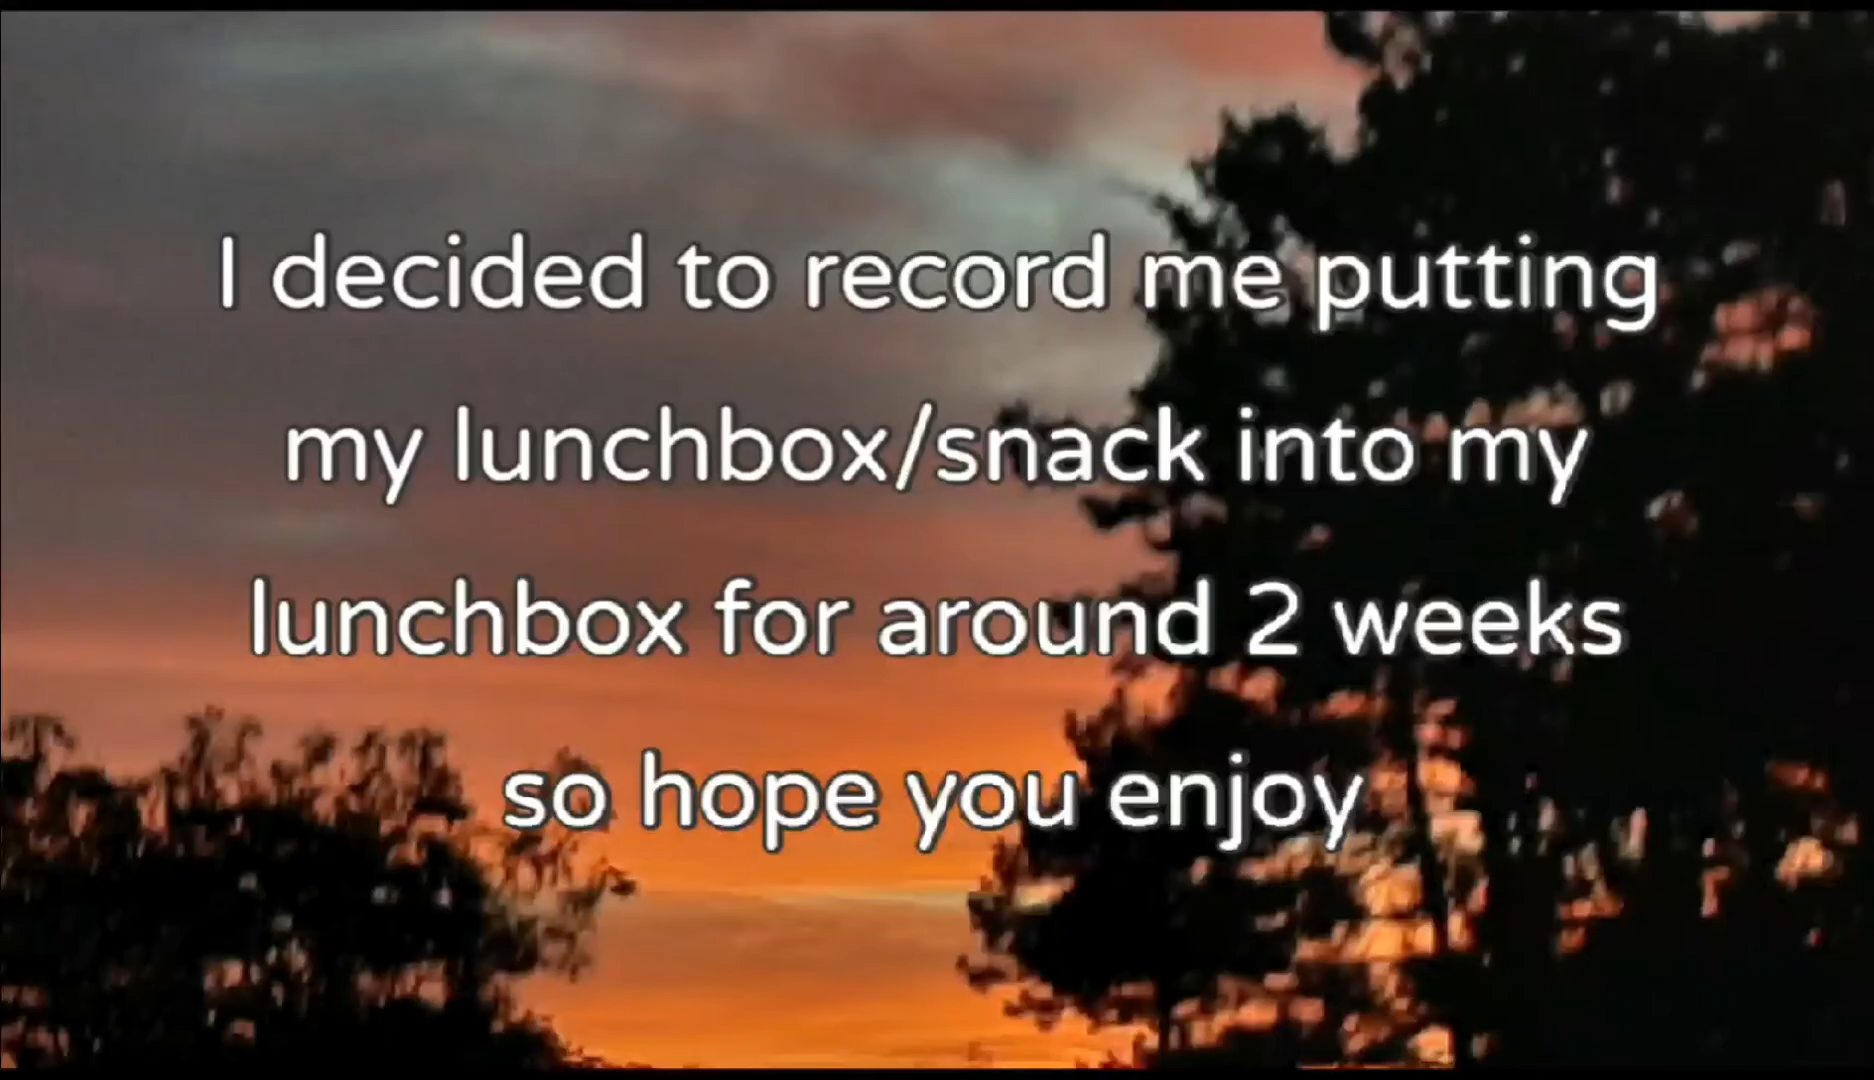 I decided to record me putting
my lunchbox/snack into my
lunchbox for around 2 weeks
so hope you enjoy